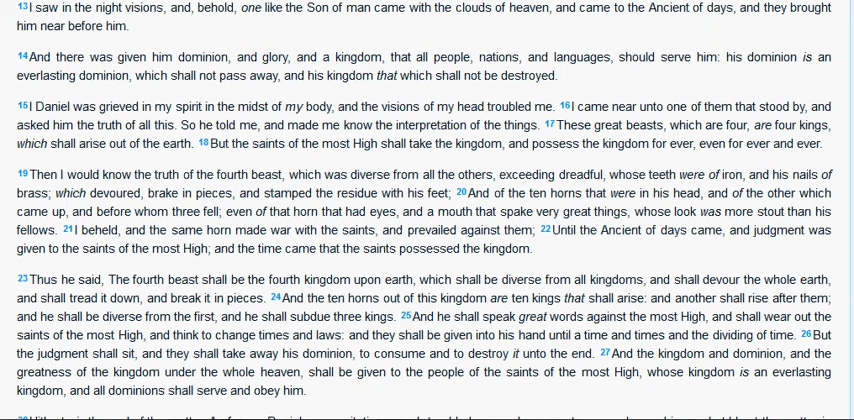 13I saw in the night visions, and, behold, one like the Son of man came with the clouds of heaven, and came to the Ancient of days, and they brought
him near before him.
14And there was given him dominion, and glory, and a kingdom, that all people, nations, and languages, should serve him: his dominion is an
everlasting dominion, which shall not pass away, and his kingdom that which shall not be destroyed.
15I Daniel was grieved in my spirit in the midst of my body, and the visions of my head troubled me. 16I came near unto one of them that stood by, and
asked him the truth of all this. So he told me, and made me know the interpretation of the things. 17These great beasts, which are four, are four kings,
which shall arise out of the earth. 18But the saints of the most High shall take the kingdom, and possess the kingdom for ever, even for ever and ever.
19Then I would know the truth of the fourth beast, which was diverse from all the others, exceeding dreadful, whose teeth were of iron, and his nails of
brass; which devoured, brake in pieces, and stamped the residue with his feet; 20And of the ten horns that were in his head, and of the other which
came up, and before whom three fell; even of that horn that had eyes, and a mouth that spake very great things, whose look was more stout than his
fellows. 21I beheld, and the same horn made war with the saints, and prevailed against them; 22Until the Ancient of days came, and judgment was
given to the saints of the most High; and the time came that the saints possessed the kingdom.
23Thus he said, The fourth beast shall be the fourth kingdom upon earth, which shall be diverse from all kingdoms, and shall devour the whole earth,
and shall tread it down, and break it in pieces. 24And the ten horns out of this kingdom are ten kings that shall arise: and another shall rise after them;
and he shall be diverse from the first, and he shall subdue three kings. 25And he shall speak great words against the most High, and shall wear out the
saints of the most High, and think to change times and laws: and they shall be given into his hand until a time and times and the dividing of time. 26But
the judgment shall sit, and they shall take away his dominion, to consume and to destroy it unto the end. 27And the kingdom and dominion, and the
greatness of the kingdom under the whole heaven, shall be given to the people of the saints of the most High, whose kingdom is an everlasting
kingdom, and all dominions shall serve and obey him.